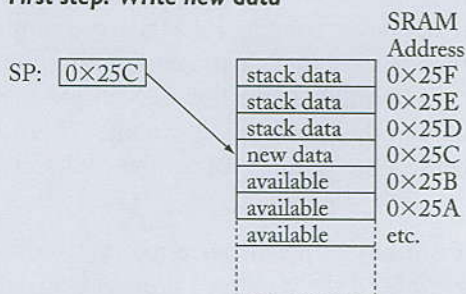 First step: Write new data
SRAM
Address
SP: 0×25C
stack data 0×25F
stack data 0×25E
stack data 0×25D
new data 0×25C
available 0×25B
available 0×25A
available etc.